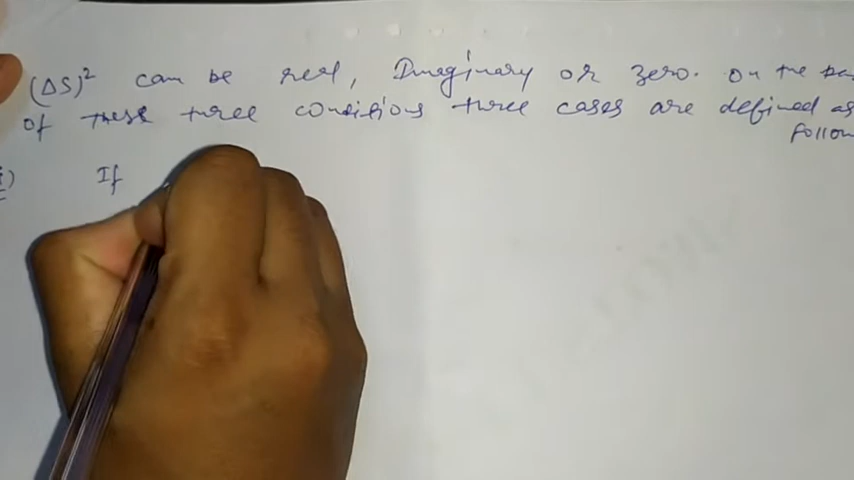 (ΔS)² can be real, Imaginary or zero. on the
of these three conditions three cases are defined as
follow
If